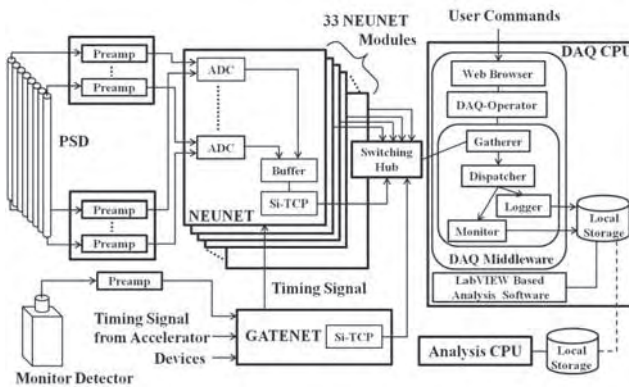 33 NEUNET
Modules
User Commands
DAQ CPU
Preamp
Preamp
PSD
Preamp
Preamp
ADC
ADC
Buffer
Si-TCP
NEUNET
Switching
Hub
Web Browser
DAQ-Operator
Gatherer
Dispatcher
Logger
Monitor
DAQ Middleware
Local
Storage
LabVIEW Based
Analysis Software
Preamp
Timing Signal
Timing Signal
from Accelerator
Devices
GATENET
Si-TCP
Monitor Detector
Analysis CPU
Local
Storage